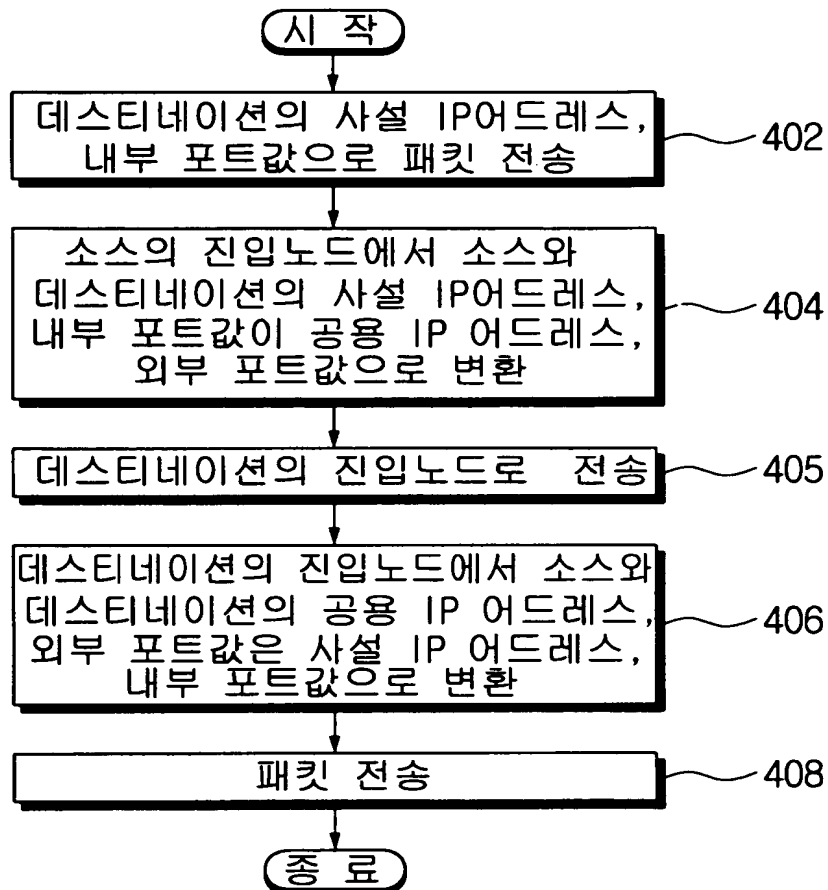 시 작
데스티네이션의 사설 IP어드레스,
내부 포트값으로 패킷 전송
402
소스의 진입노드에서 소스와
데스티네이션의 사설 IP어드레스,
내부 포트값이 공용 IP 어드레스,
외부 포트값으로 변환
404
데스티네이션의 진입노드로 전송
405
데스티네이션의 진입노드에서 소스와
데스티네이션의 공용 IP 어드레스,
외부 포트값은 사설 IP 어드레스,
내부 포트값으로 변환
406
패킷 전송
408
종 료